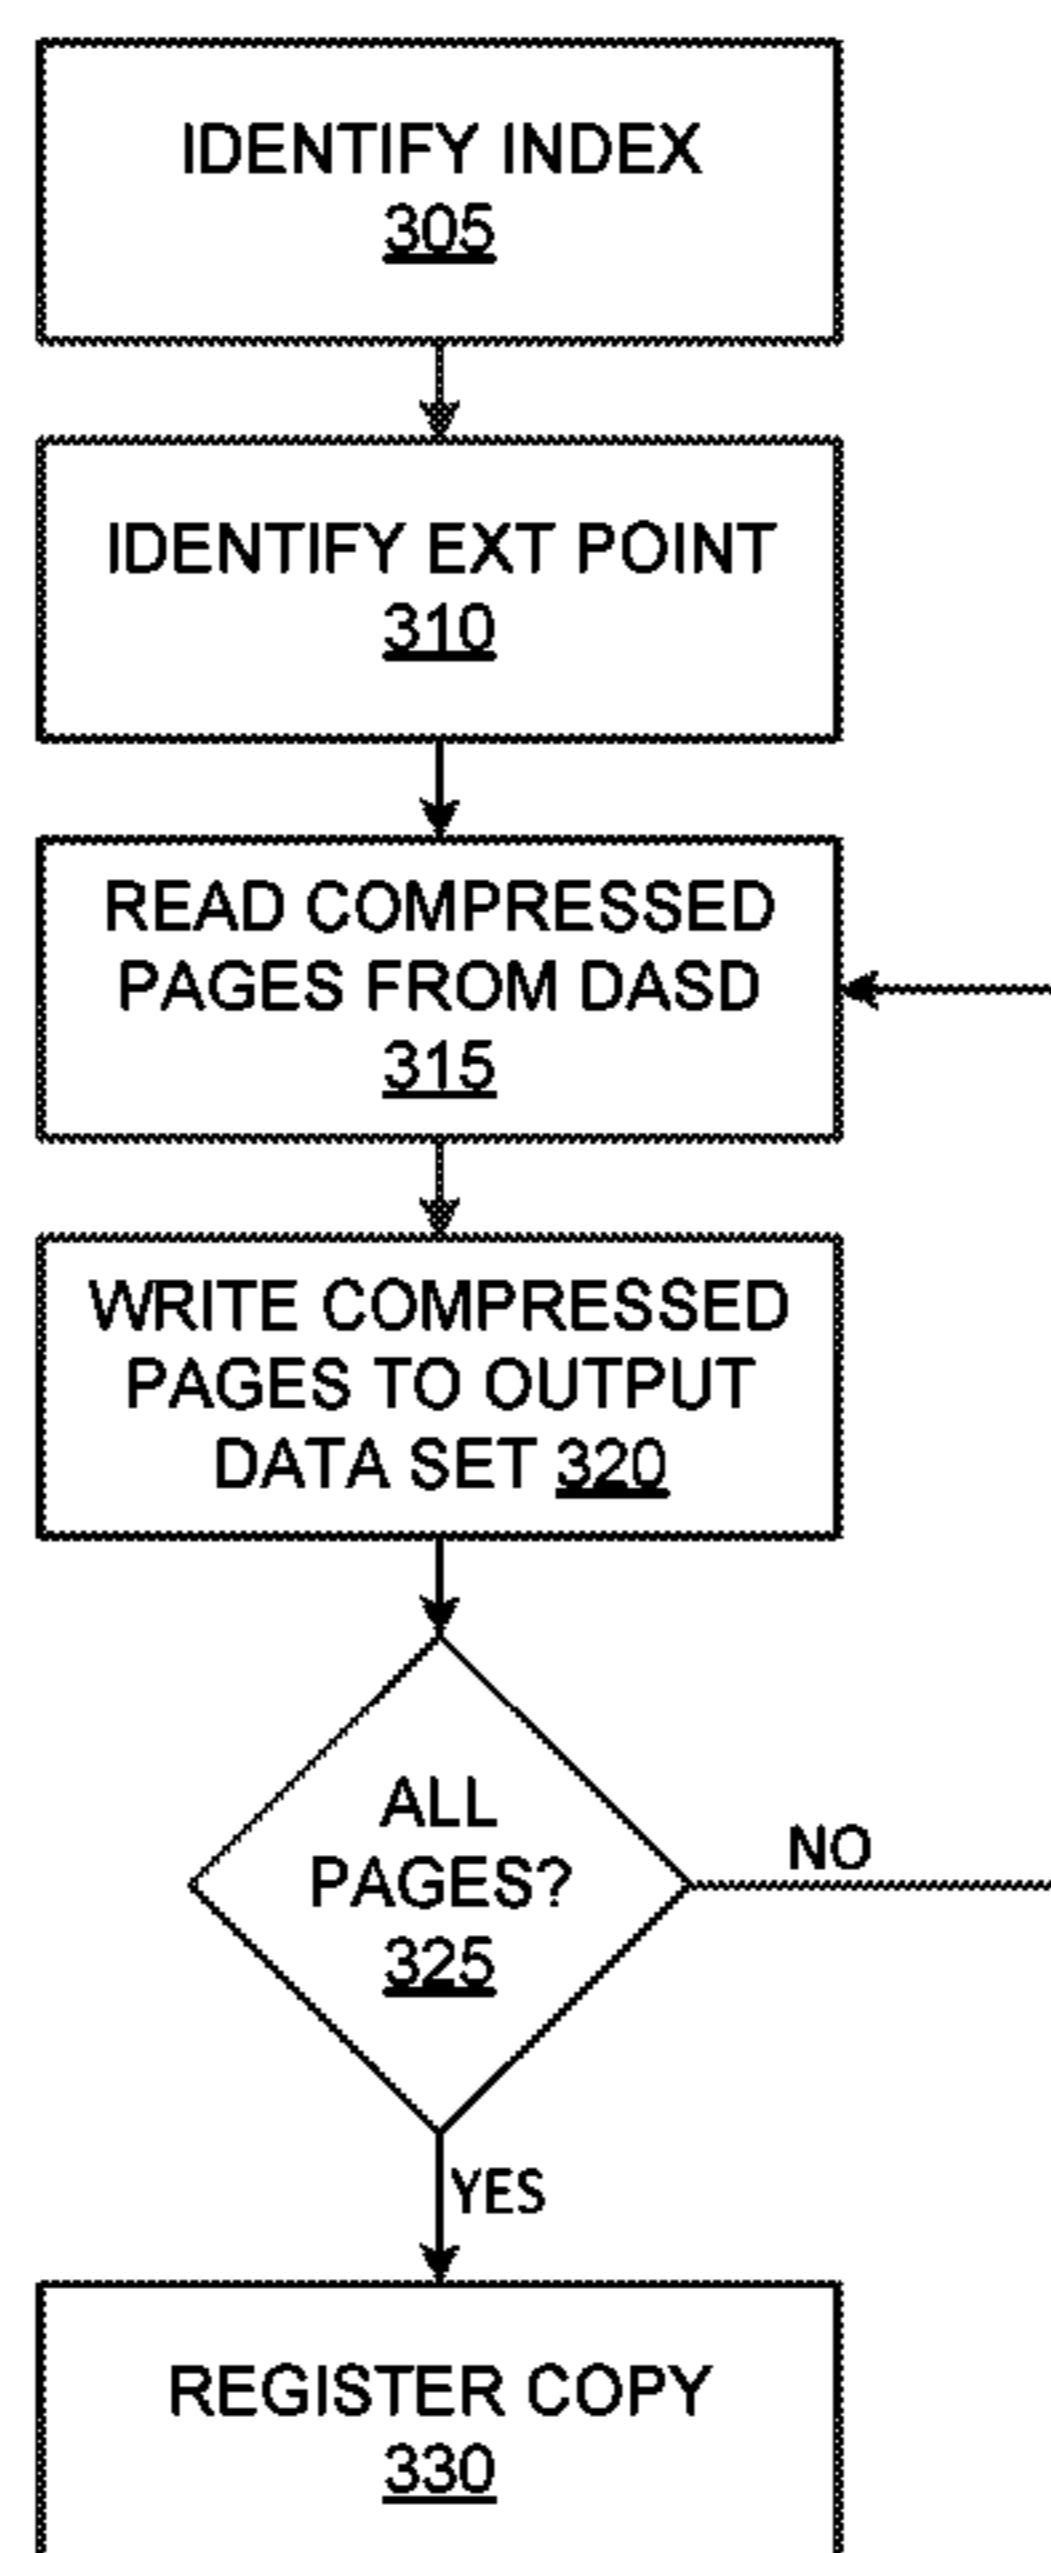 IDENTIFY INDEX
305
IDENTIFY EXT POINT
310
READ COMPRESSED
PAGES FROM DASD
315
WRITE COMPRESSED
PAGES TO OUTPUT
DATA SET 320
ALL
PAGES?
325
NO
YES
REGISTER COPY
330